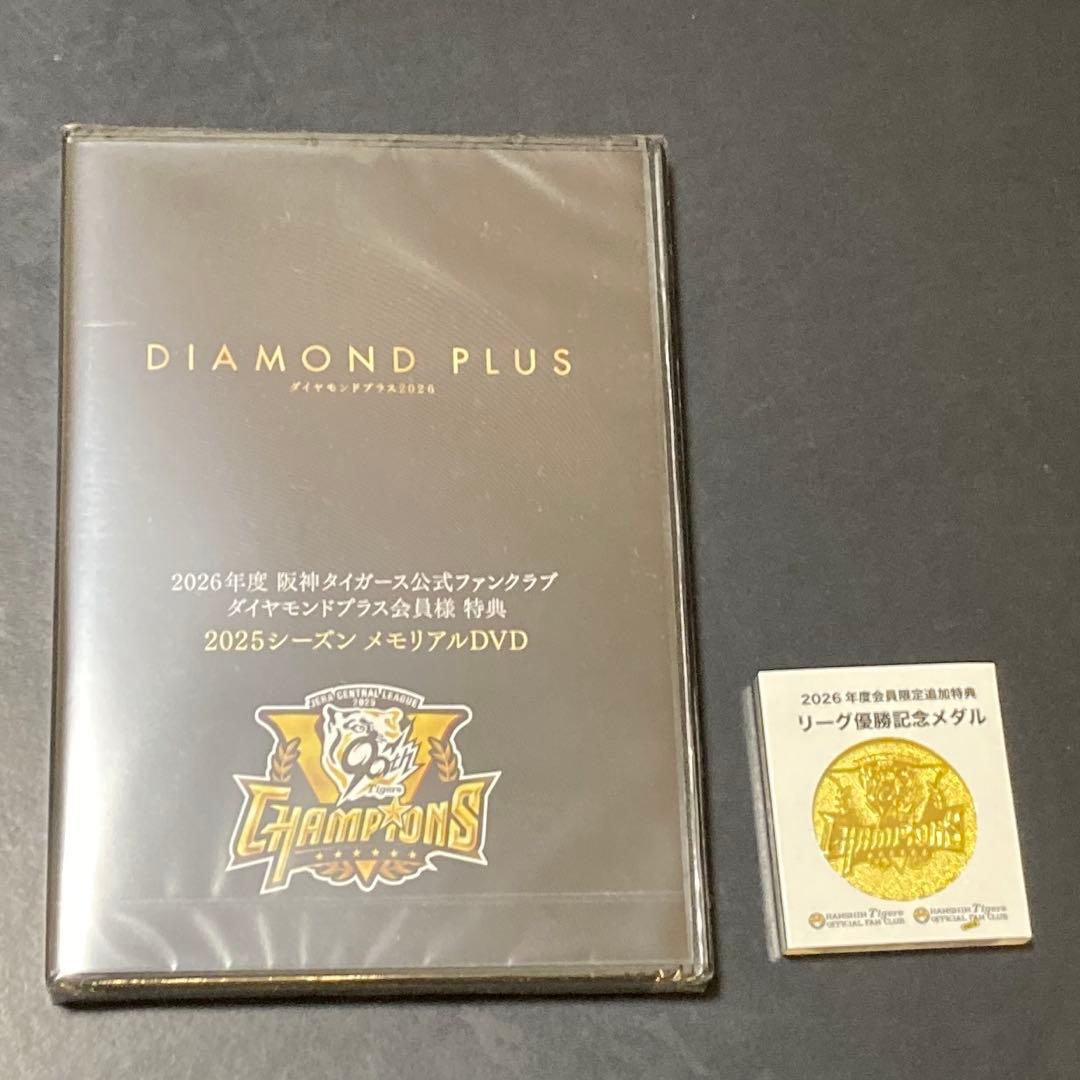 DIAMOND PLUS
ダイヤモンドプラス2026
2026年度 阪神タイガース公式ファンクラブ
ダイヤモンドプラス会員様 特典
2025シーズン メモリアルDVD
JERA CENTRAL LEAGUE
2025
90th
Tigers
CHAMPIONS
2026年度会員限定追加特典
リーグ優勝記念メダル
CHAMPIONS
HANSHIN Tigers
OFFICIAL FAN CLUB
HANSHIN Tigers
OFFICIAL FAN CLUB